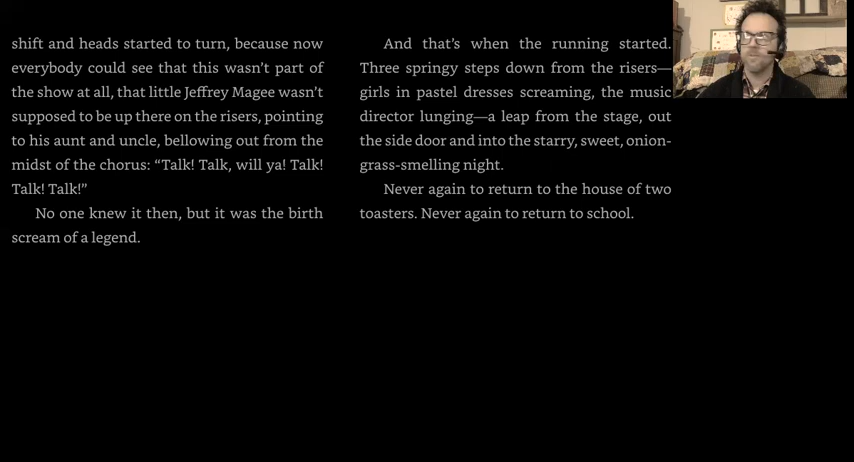 shift and heads started to turn, because now
everybody could see that this wasn’t part of
the show at all, that little Jeffrey Magee wasn’t
supposed to be up there on the risers, pointing
to his aunt and uncle, bellowing out from the
midst of the chorus: “Talk! Talk, will ya! Talk!
Talk! Talk!”
No one knew it then, but it was the birth
scream of a legend.
And that’s when the running started.
Three springy steps down from the risers—
girls in pastel dresses screaming, the music
director lunging—a leap from the stage, out
the side door and into the starry, sweet, onion-
grass-smelling night.
Never again to return to the house of two
toasters. Never again to return to school.